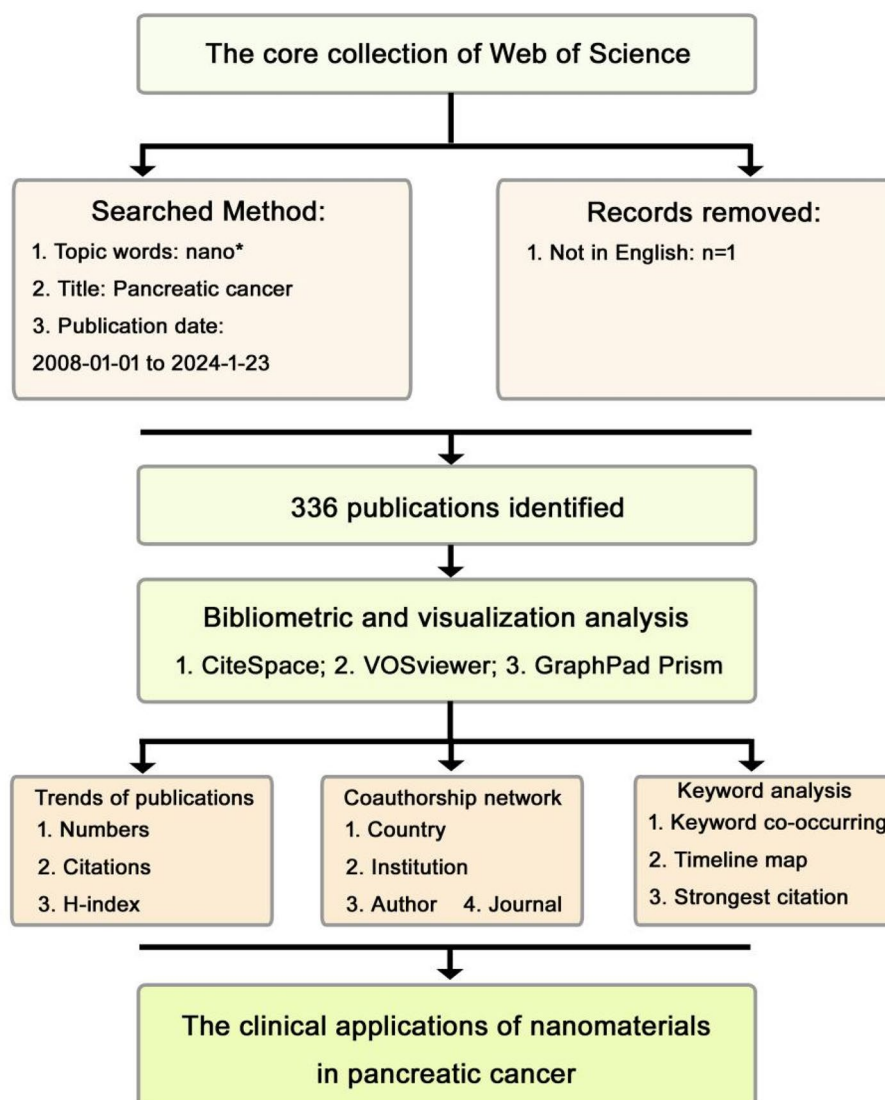 The core collection of Web of Science
Searched Method:
1. Topic words: nano*
2. Title: Pancreatic cancer
3. Publication date:
2008-01-01 to 2024-1-23
Records removed:
1. Not in English: n=1
336 publications identified
Bibliometric and visualization analysis
1. CiteSpace; 2. VOSviewer; 3. GraphPad Prism
Trends of publications
1. Numbers
2. Citations
3. H-index
Coauthorship network
1. Country
2. Institution
3. Author 4. Journal
Keyword analysis
1. Keyword co-occurring
2. Timeline map
3. Strongest citation
The clinical applications of nanomaterials
in pancreatic cancer